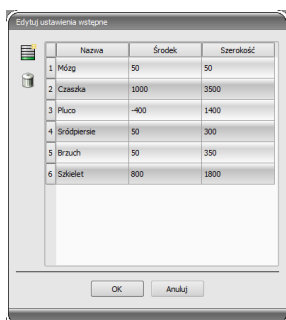 Edytuj ustawienia wstępne
Nazwa Środek Szerokość
1 Mózg 50 50
2 Czaszka 1000 3500
3 Pluco -400 1400
4 Śródpiersie 50 300
5 Brzuch 50 350
6 Szkielet 800 1800
OK Anuluj